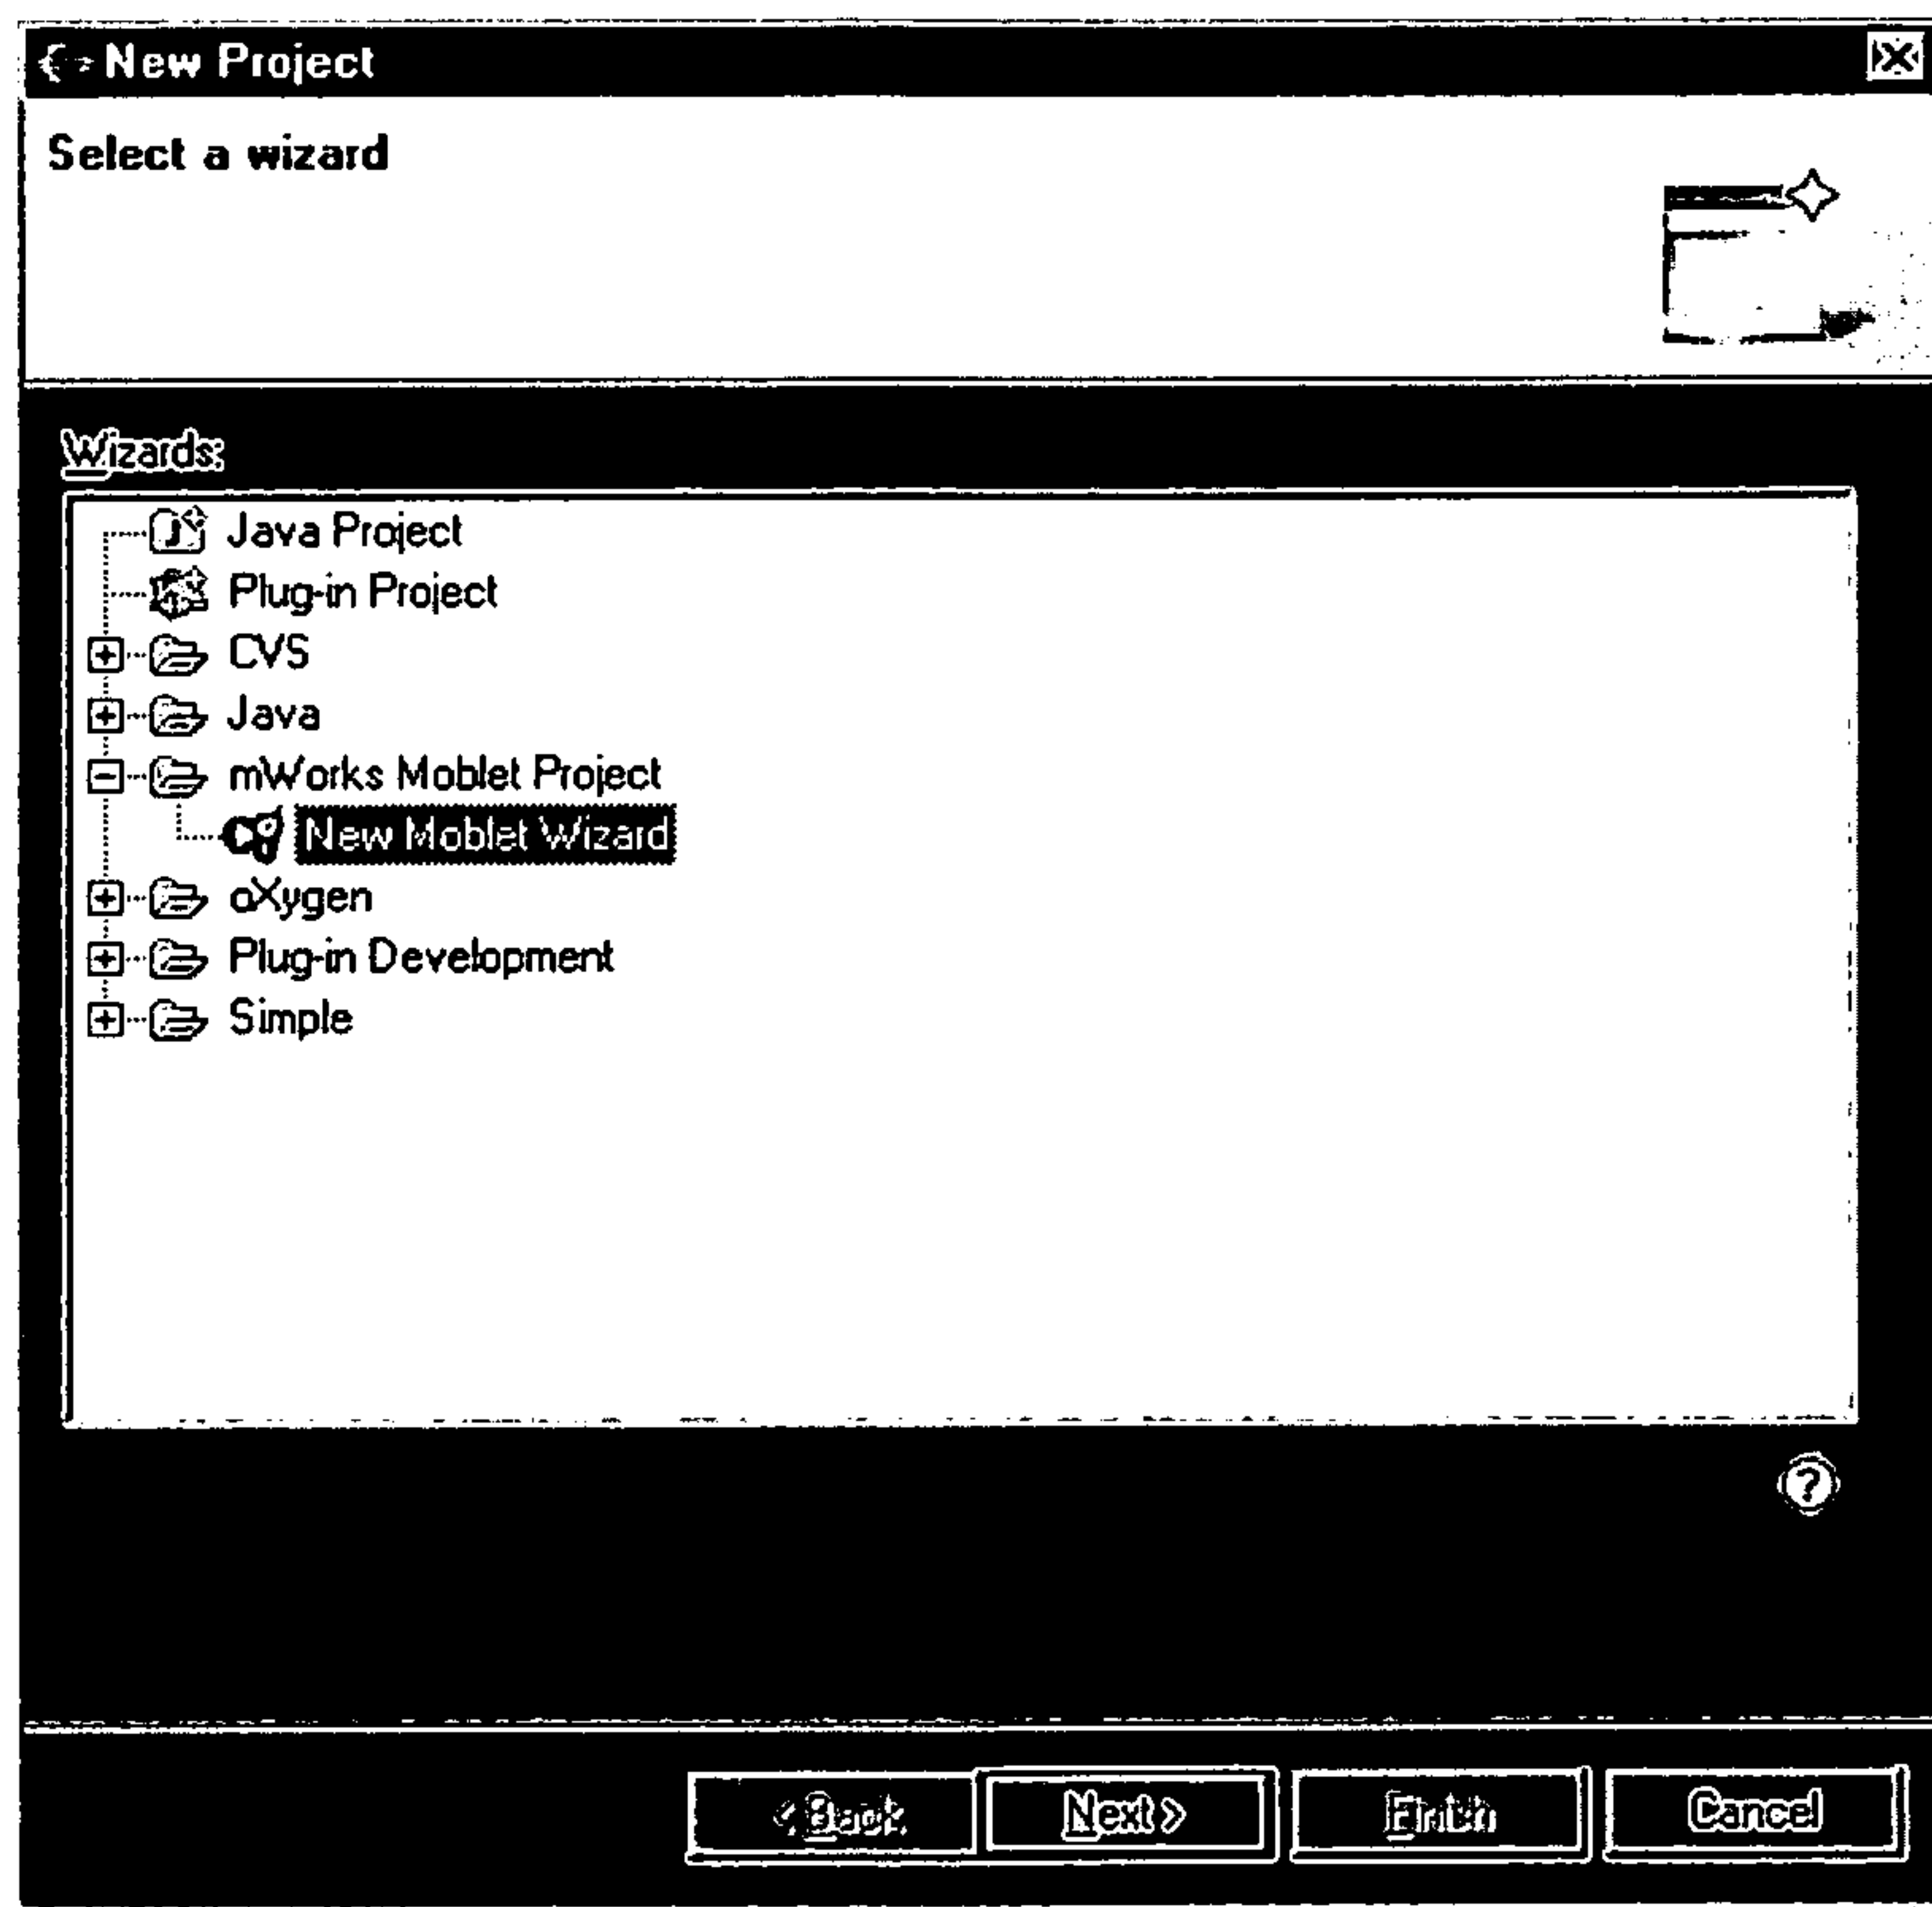 New Project
Select a wizard
Wizards:
Java Project
Plug-in Project
CVS
Java
mWorks Moblet Project
New Moblet Wizard
oXygen
Plug-in Development
Simple
< Back Next > Finish Cancel